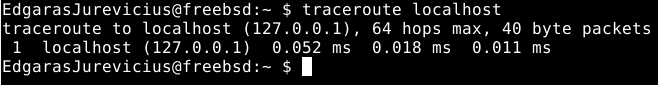 EdgarasJurevicius@freebsd:~ $ traceroute localhost
traceroute to localhost (127.0.0.1), 64 hops max, 40 byte packets
 1  localhost (127.0.0.1)  0.052 ms  0.018 ms  0.011 ms
EdgarasJurevicius@freebsd:~ $